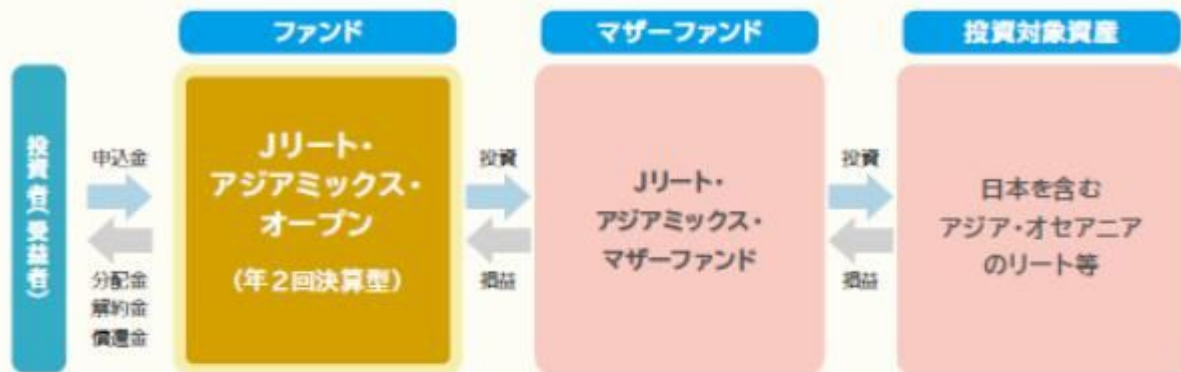 ファンド
マザーファンド
投資対象資産
投資者(受益者)
申込金
分配金
解約金
償還金
Jリート・
アジアミックス・
オープン
(年2回決算型)
投資
損益
Jリート・
アジアミックス・
マザーファンド
投資
損益
日本を含む
アジア・オセアニア
のリート等